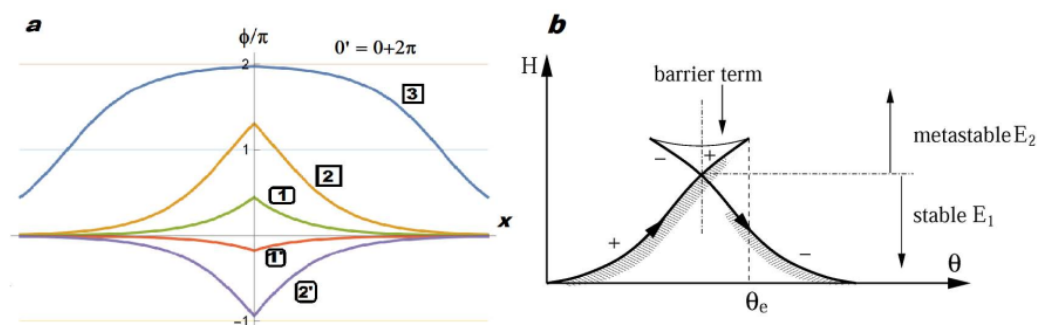 a
ϕ/π
0' = 0+2π
2
3
1
2
1
x
1'
2'
-1
b
H
barrier term
metastable E₂
stable E₁
+
-
+
-
θ
θₑ